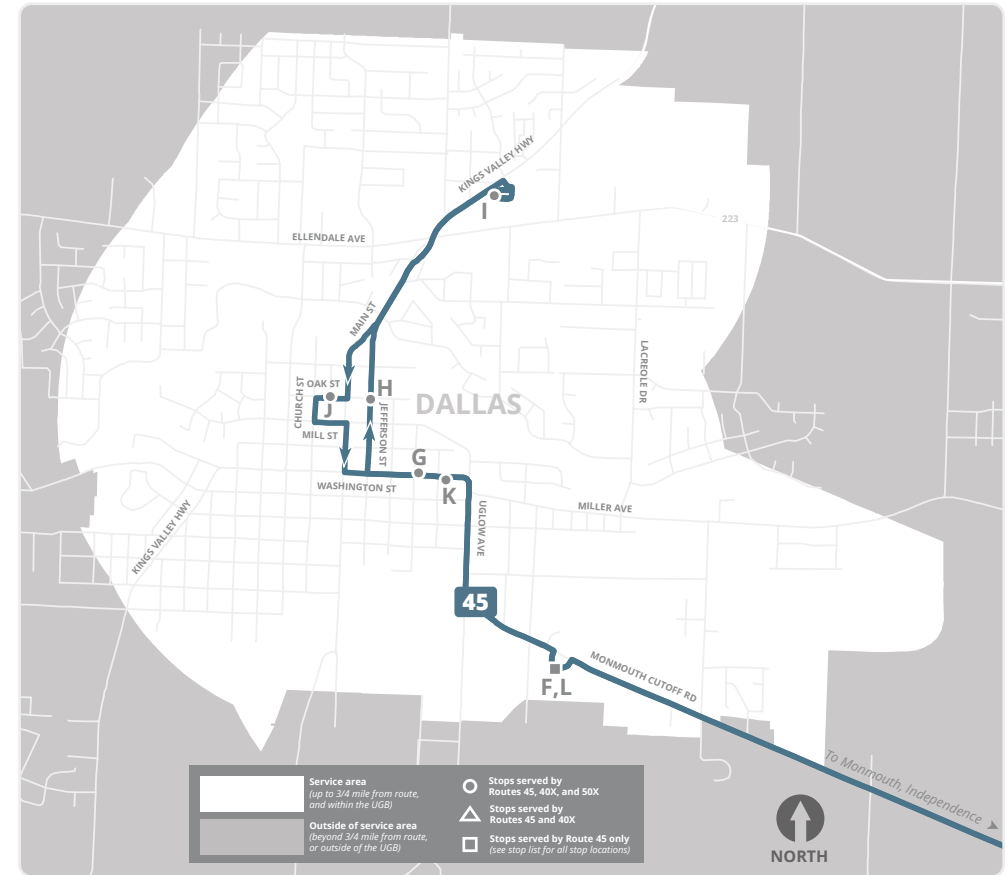 KINGS VALLEY HWY
I
223
ELLENDALE AVE
MAIN ST
LACREOLE DR
CHURCH ST
OAK ST
H
J
DALLAS
JEFFERSON ST
MILL ST
G
WASHINGTON ST
K
KINGS VALLEY HWY
UGLOW AVE
MILLER AVE
45
MONMOUTH CUTOFF RD
F,L
To Monmouth, Independence
Service area
(up to 3/4 mile from route,
and within the UGB)
Outside of service area
(beyond 3/4 mile from route,
or outside of the UGB)
Stops served by
Routes 45, 40X, and 50X
Stops served by
Routes 45 and 40X
Stops served by Route 45 only
(see stop list for all stop locations)
NORTH